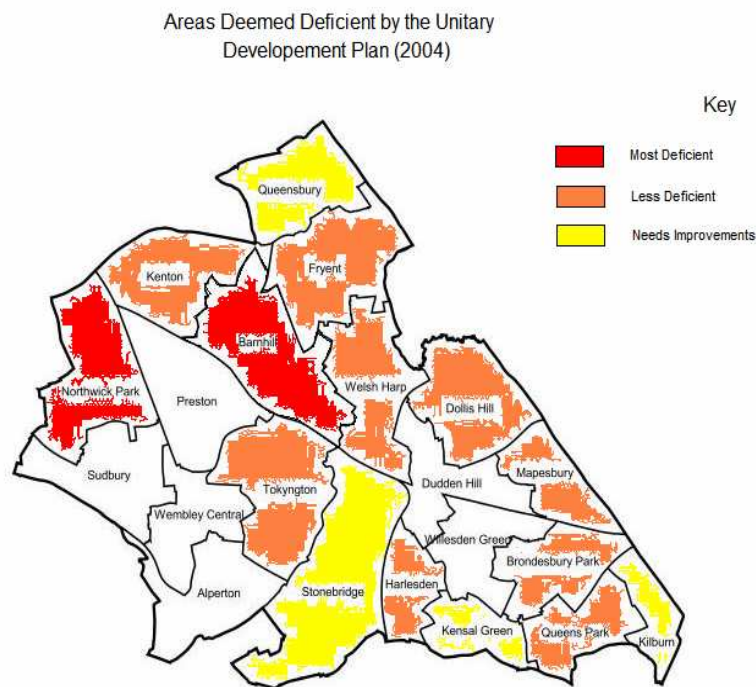 Areas Deemed Deficient by the Unitary
Developement Plan (2004)
Key
Most Deficient
Less Deficient
Needs Improvements
Queensbury
Kenton
Fryent
Barnhill
Northwick Park
Preston
Welsh Harp
Dollis Hill
Sudbury
Tokyngton
Dudden Hill
Mapesbury
Wembley Central
Willesden Green
Brondesbury Park
Alperton
Stonebridge
Harlesden
Kensal Green
Queens Park
Kilburn